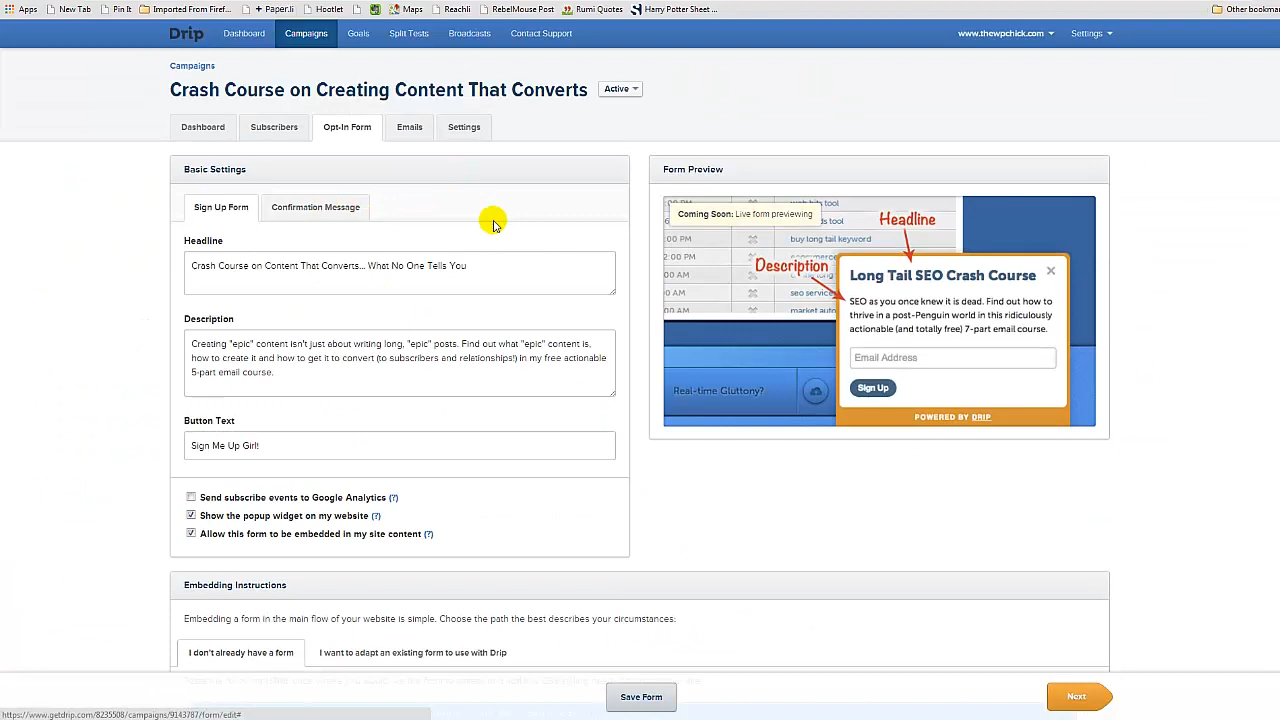 Apps New Tab Pin It Imported From Firef... + Paper.li Hootlet Maps Reachli RebelMouse Post Rumi Quotes Harry Potter Sheet ... Other bookmar
Drip Dashboard Campaigns Goals Split Tests Broadcasts Contact Support www.thewpchick.com Settings
Campaigns
Crash Course on Creating Content That Converts Active
Dashboard Subscribers Opt-In Form Emails Settings
Basic Settings
Sign Up Form Confirmation Message
Headline
Crash Course on Content That Converts... What No One Tells You
Description
Creating "epic" content isn't just about writing long, "epic" posts. Find out what "epic" content is,
how to create it and how to get it to convert (to subscribers and relationships!) in my free actionable
5-part email course.
Button Text
Sign Me Up Girl!
Send subscribe events to Google Analytics (?)
Show the popup widget on my website (?)
Allow this form to be embedded in my site content (?)
Form Preview
Coming Soon: Live form previewing
buy long tail keyword
Headline
Description
Long Tail SEO Crash Course
SEO as you once knew it is dead. Find out how to
thrive in a post-Penguin world in this ridiculously
actionable (and totally free) 7-part email course.
Email Address
Sign Up
POWERED BY DRIP
Real-time Gluttony?
Embedding Instructions
Embedding a form in the main flow of your website is simple. Choose the path the best describes your circumstances:
I don't already have a form I want to adapt an existing form to use with Drip
Save Form Next
https://www.getdrip.com/8235508/campaigns/9143787/form/edit#